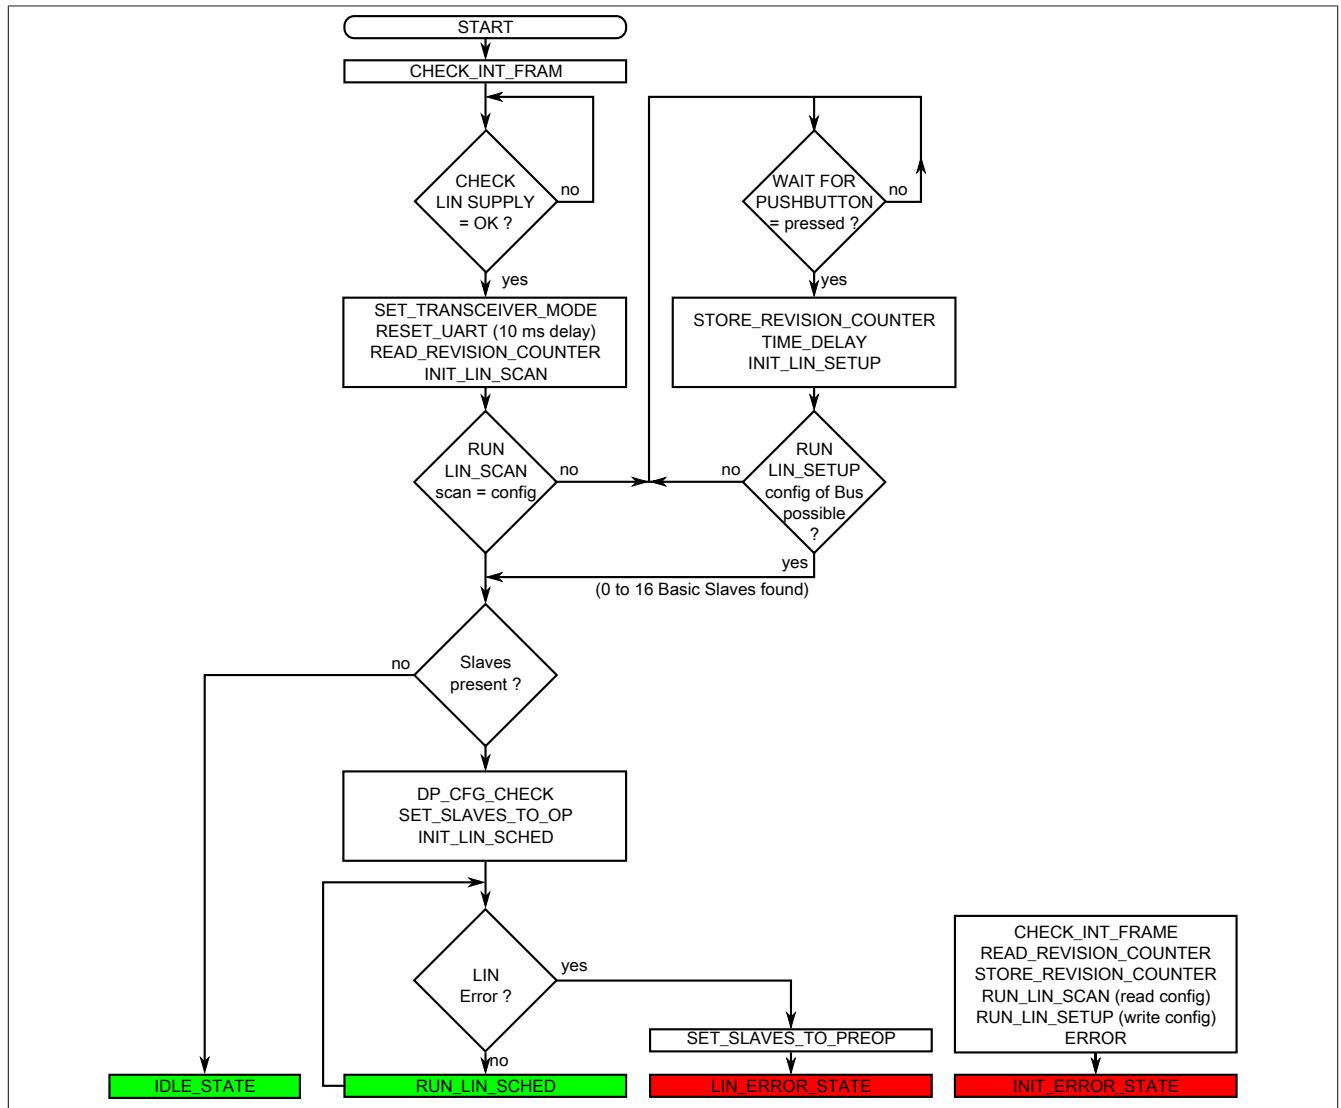 START
CHECK_INT_FRAM
CHECK
LIN SUPPLY
= OK ?
no
yes
SET_TRANSCEIVER_MODE
RESET_UART (10 ms delay)
READ_REVISION_COUNTER
INIT_LIN_SCAN
RUN
LIN_SCAN
scan = config
no
WAIT FOR
PUSHBUTTON
= pressed ?
no
yes
STORE_REVISION_COUNTER
TIME_DELAY
INIT_LIN_SETUP
RUN
LIN_SETUP
config of Bus
possible
?
no
yes
(0 to 16 Basic Slaves found)
Slaves
present ?
no
DP_CFG_CHECK
SET_SLAVES_TO_OP
INIT_LIN_SCHED
LIN
Error ?
yes
no
SET_SLAVES_TO_PREOP
CHECK_INT_FRAME
READ_REVISION_COUNTER
STORE_REVISION_COUNTER
RUN_LIN_SCAN (read config)
RUN_LIN_SETUP (write config)
ERROR
IDLE_STATE
RUN_LIN_SCHED
LIN_ERROR_STATE
INIT_ERROR_STATE